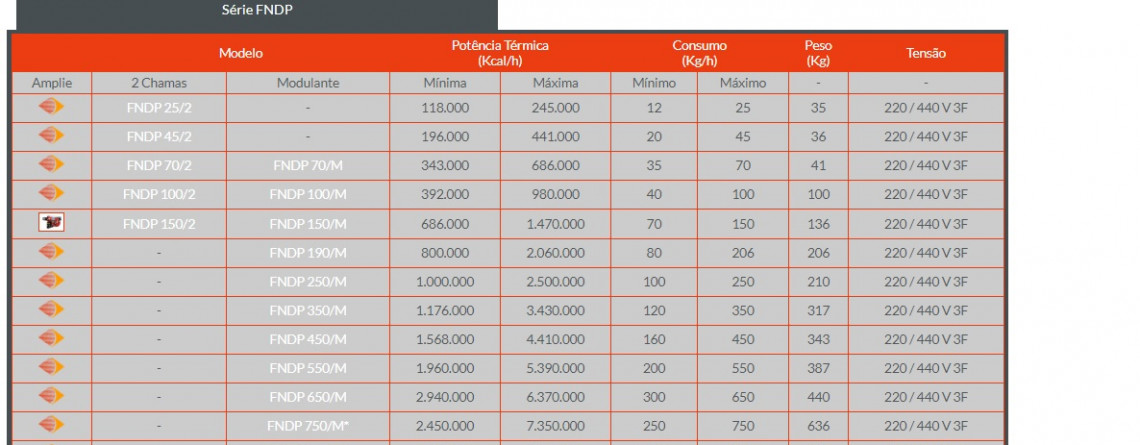 Série FNDP
Modelo Potência Térmica (Kcal/h) Consumo (Kg/h) Peso (Kg) Tensão
Amplie 2 Chamas Modulante Mínima Máxima Mínimo Máximo - -
FNDP 25/2 - 118.000 245.000 12 25 35 220 / 440 V 3F
FNDP 45/2 - 196.000 441.000 20 45 36 220 / 440 V 3F
FNDP 70/2 FNDP 70/M 343.000 686.000 35 70 41 220 / 440 V 3F
FNDP 100/2 FNDP 100/M 392.000 980.000 40 100 100 220 / 440 V 3F
FNDP 150/2 FNDP 150/M 686.000 1.470.000 70 150 136 220 / 440 V 3F
- FNDP 190/M 800.000 2.060.000 80 206 206 220 / 440 V 3F
- FNDP 250/M 1.000.000 2.500.000 100 250 210 220 / 440 V 3F
- FNDP 350/M 1.176.000 3.430.000 120 350 317 220 / 440 V 3F
- FNDP 450/M 1.568.000 4.410.000 160 450 343 220 / 440 V 3F
- FNDP 550/M 1.960.000 5.390.000 200 550 387 220 / 440 V 3F
- FNDP 650/M 2.940.000 6.370.000 300 650 440 220 / 440 V 3F
- FNDP 750/M* 2.450.000 7.350.000 250 750 636 220 / 440 V 3F